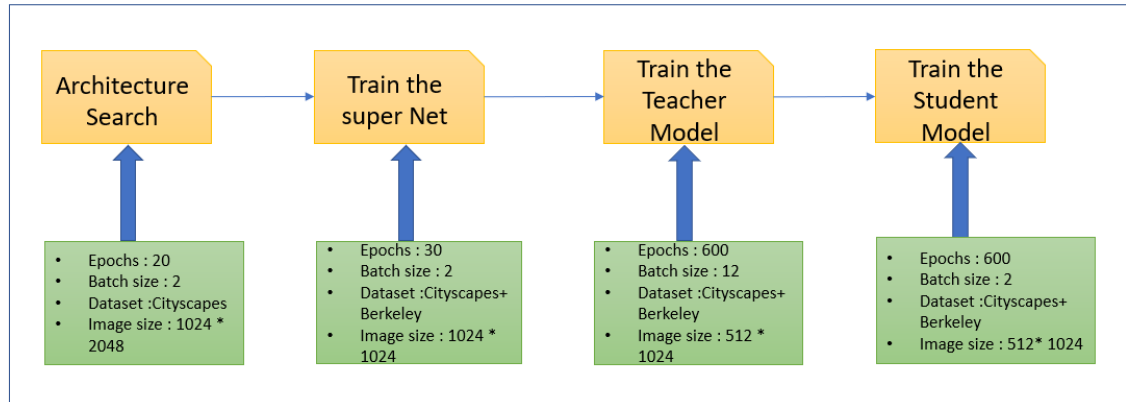 Architecture
Search
Train the
super Net
Train the
Teacher
Model
Train the
Student
Model
• Epochs : 20
• Batch size : 2
• Dataset :Cityscapes
• Image size : 1024 *
2048
• Epochs : 30
• Batch size : 2
• Dataset :Cityscapes+
Berkeley
• Image size : 1024 *
1024
• Epochs : 600
• Batch size : 12
• Dataset :Cityscapes+
Berkeley
• Image size : 512 *
1024
• Epochs : 600
• Batch size : 2
• Dataset :Cityscapes+
Berkeley
• Image size : 512* 1024